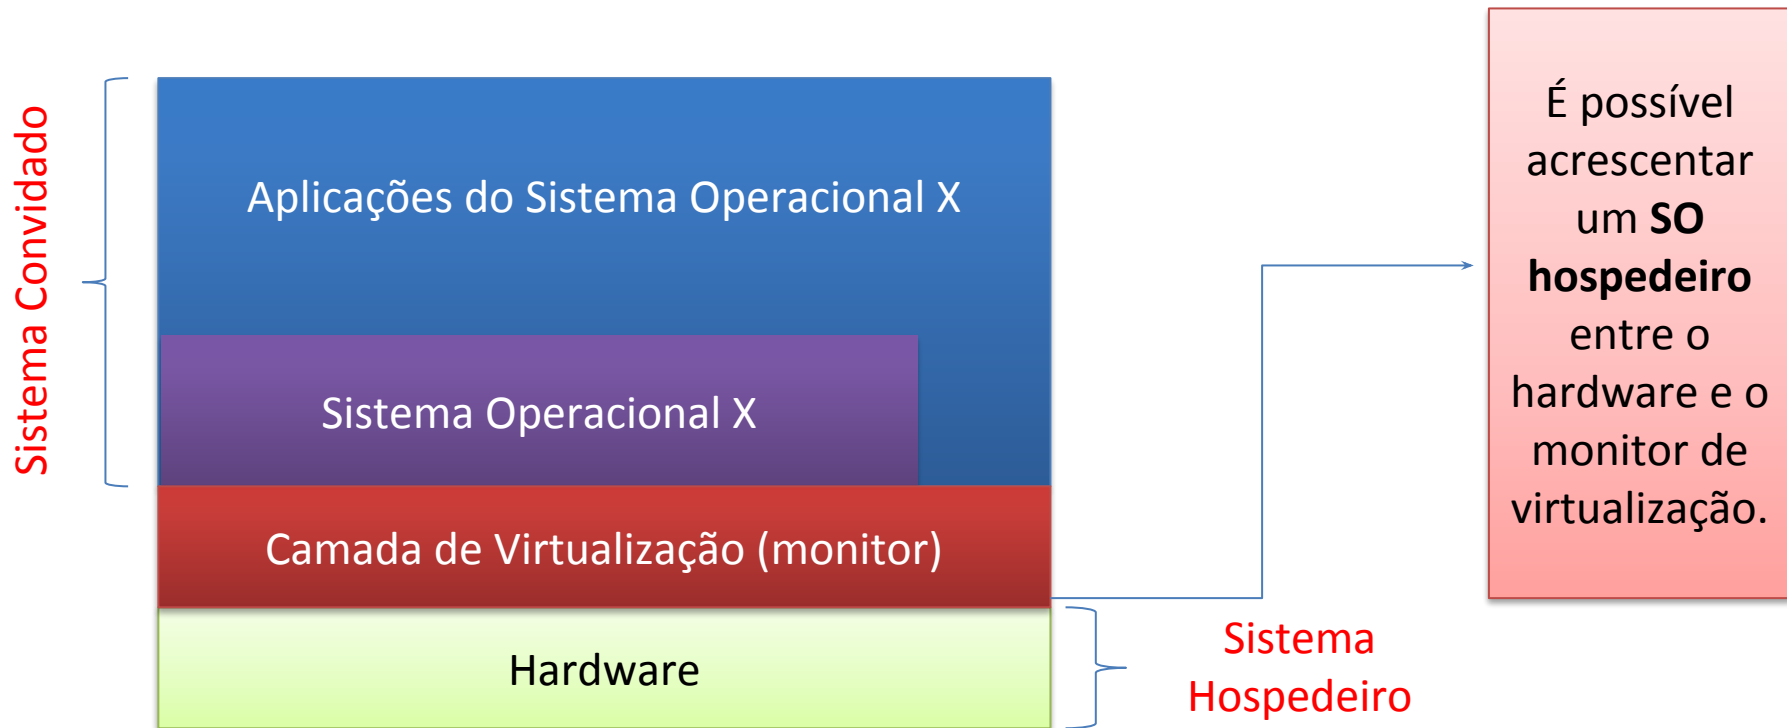 Sistema Convidado
Aplicações do Sistema Operacional X
Sistema Operacional X
Camada de Virtualização (monitor)
Hardware
Sistema
Hospedeiro
É possível
acrescentar
um SO
hospedeiro
entre o
hardware e o
monitor de
virtualização.